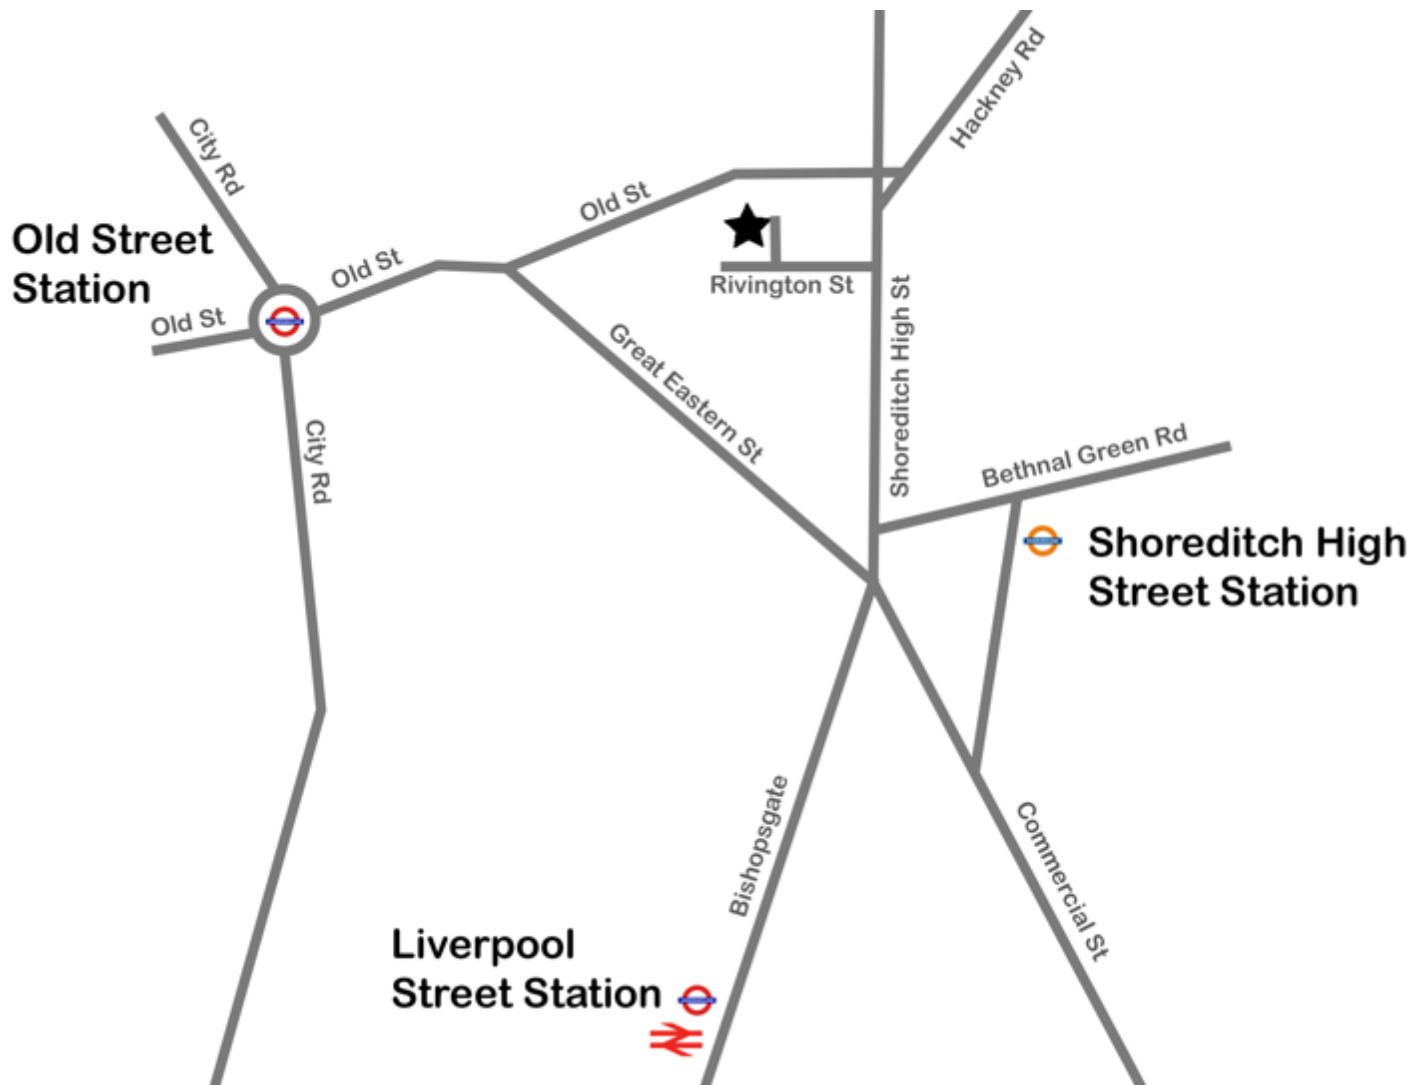 Hackney Rd
City Rd
Old St
Old Street
Station
Old St
Old St
Rivington St
Shoreditch High St
Great Eastern St
City Rd
Bethnal Green Rd
Shoreditch High
Street Station
Bishopsgate
Commercial St
Liverpool
Street Station